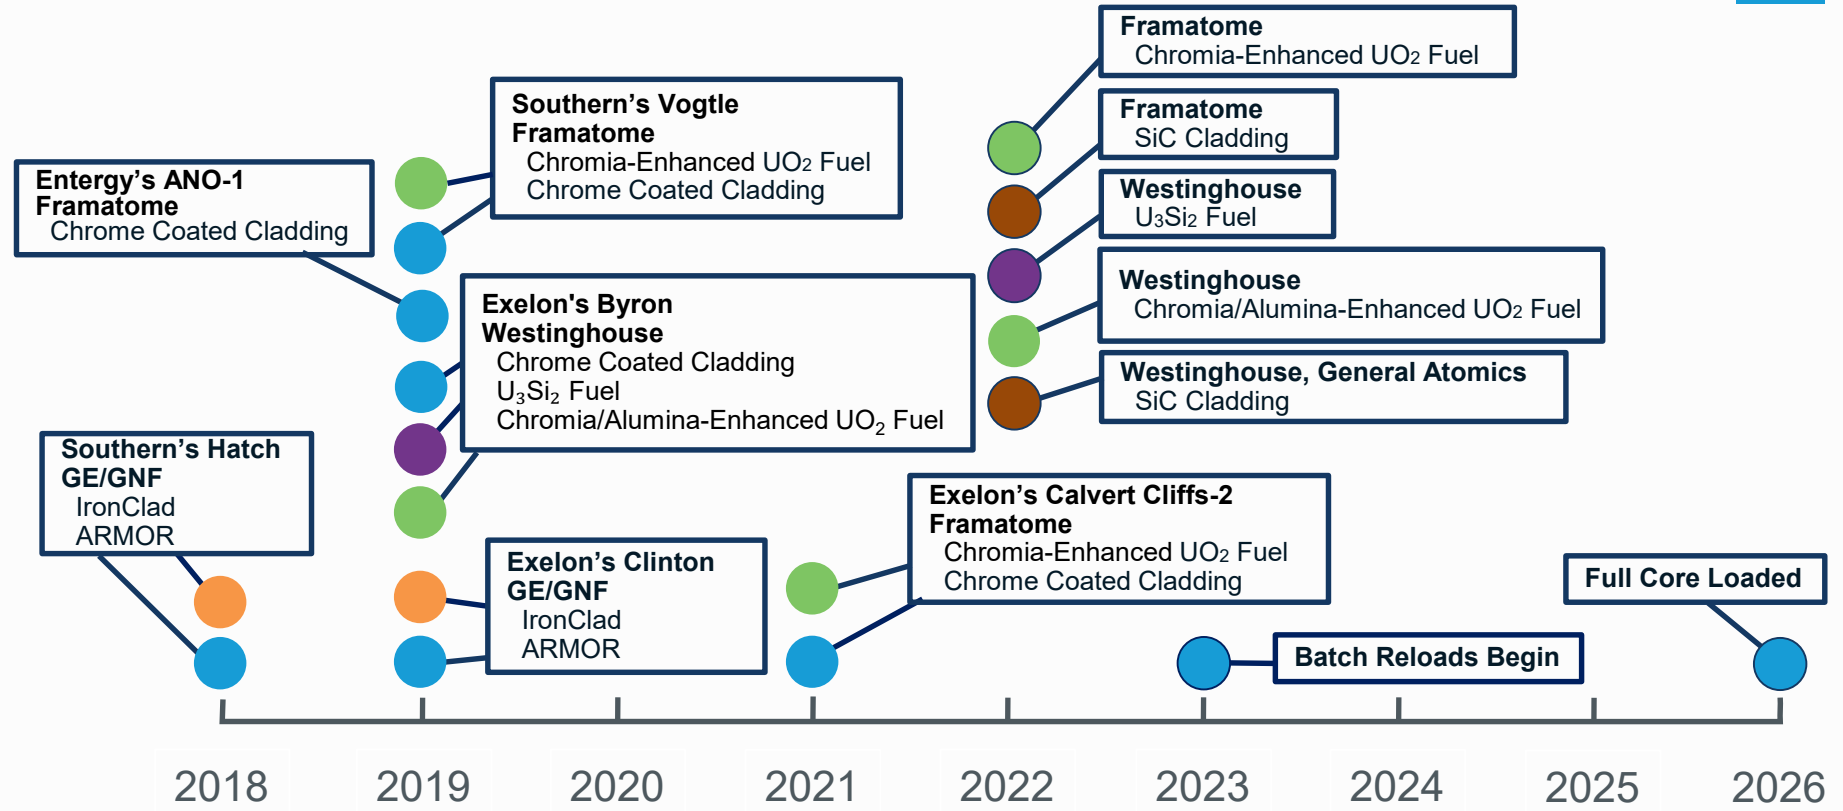 Framatome
Chromia-Enhanced UO2 Fuel
Framatome
SiC Cladding
Westinghouse
U3Si2 Fuel
Westinghouse
Chromia/Alumina-Enhanced UO2 Fuel
Westinghouse, General Atomics
SiC Cladding
Southern’s Vogtle
Framatome
Chromia-Enhanced UO2 Fuel
Chrome Coated Cladding
Entergy’s ANO-1
Framatome
Chrome Coated Cladding
Exelon's Byron
Westinghouse
Chrome Coated Cladding
U₃Si₂ Fuel
Chromia/Alumina-Enhanced UO₂ Fuel
Southern’s Hatch
GE/GNF
IronClad
ARMOR
Exelon’s Clinton
GE/GNF
IronClad
ARMOR
Exelon’s Calvert Cliffs-2
Framatome
Chromia-Enhanced UO2 Fuel
Chrome Coated Cladding
Full Core Loaded
Batch Reloads Begin
2018 2019 2020 2021 2022 2023 2024 2025 2026